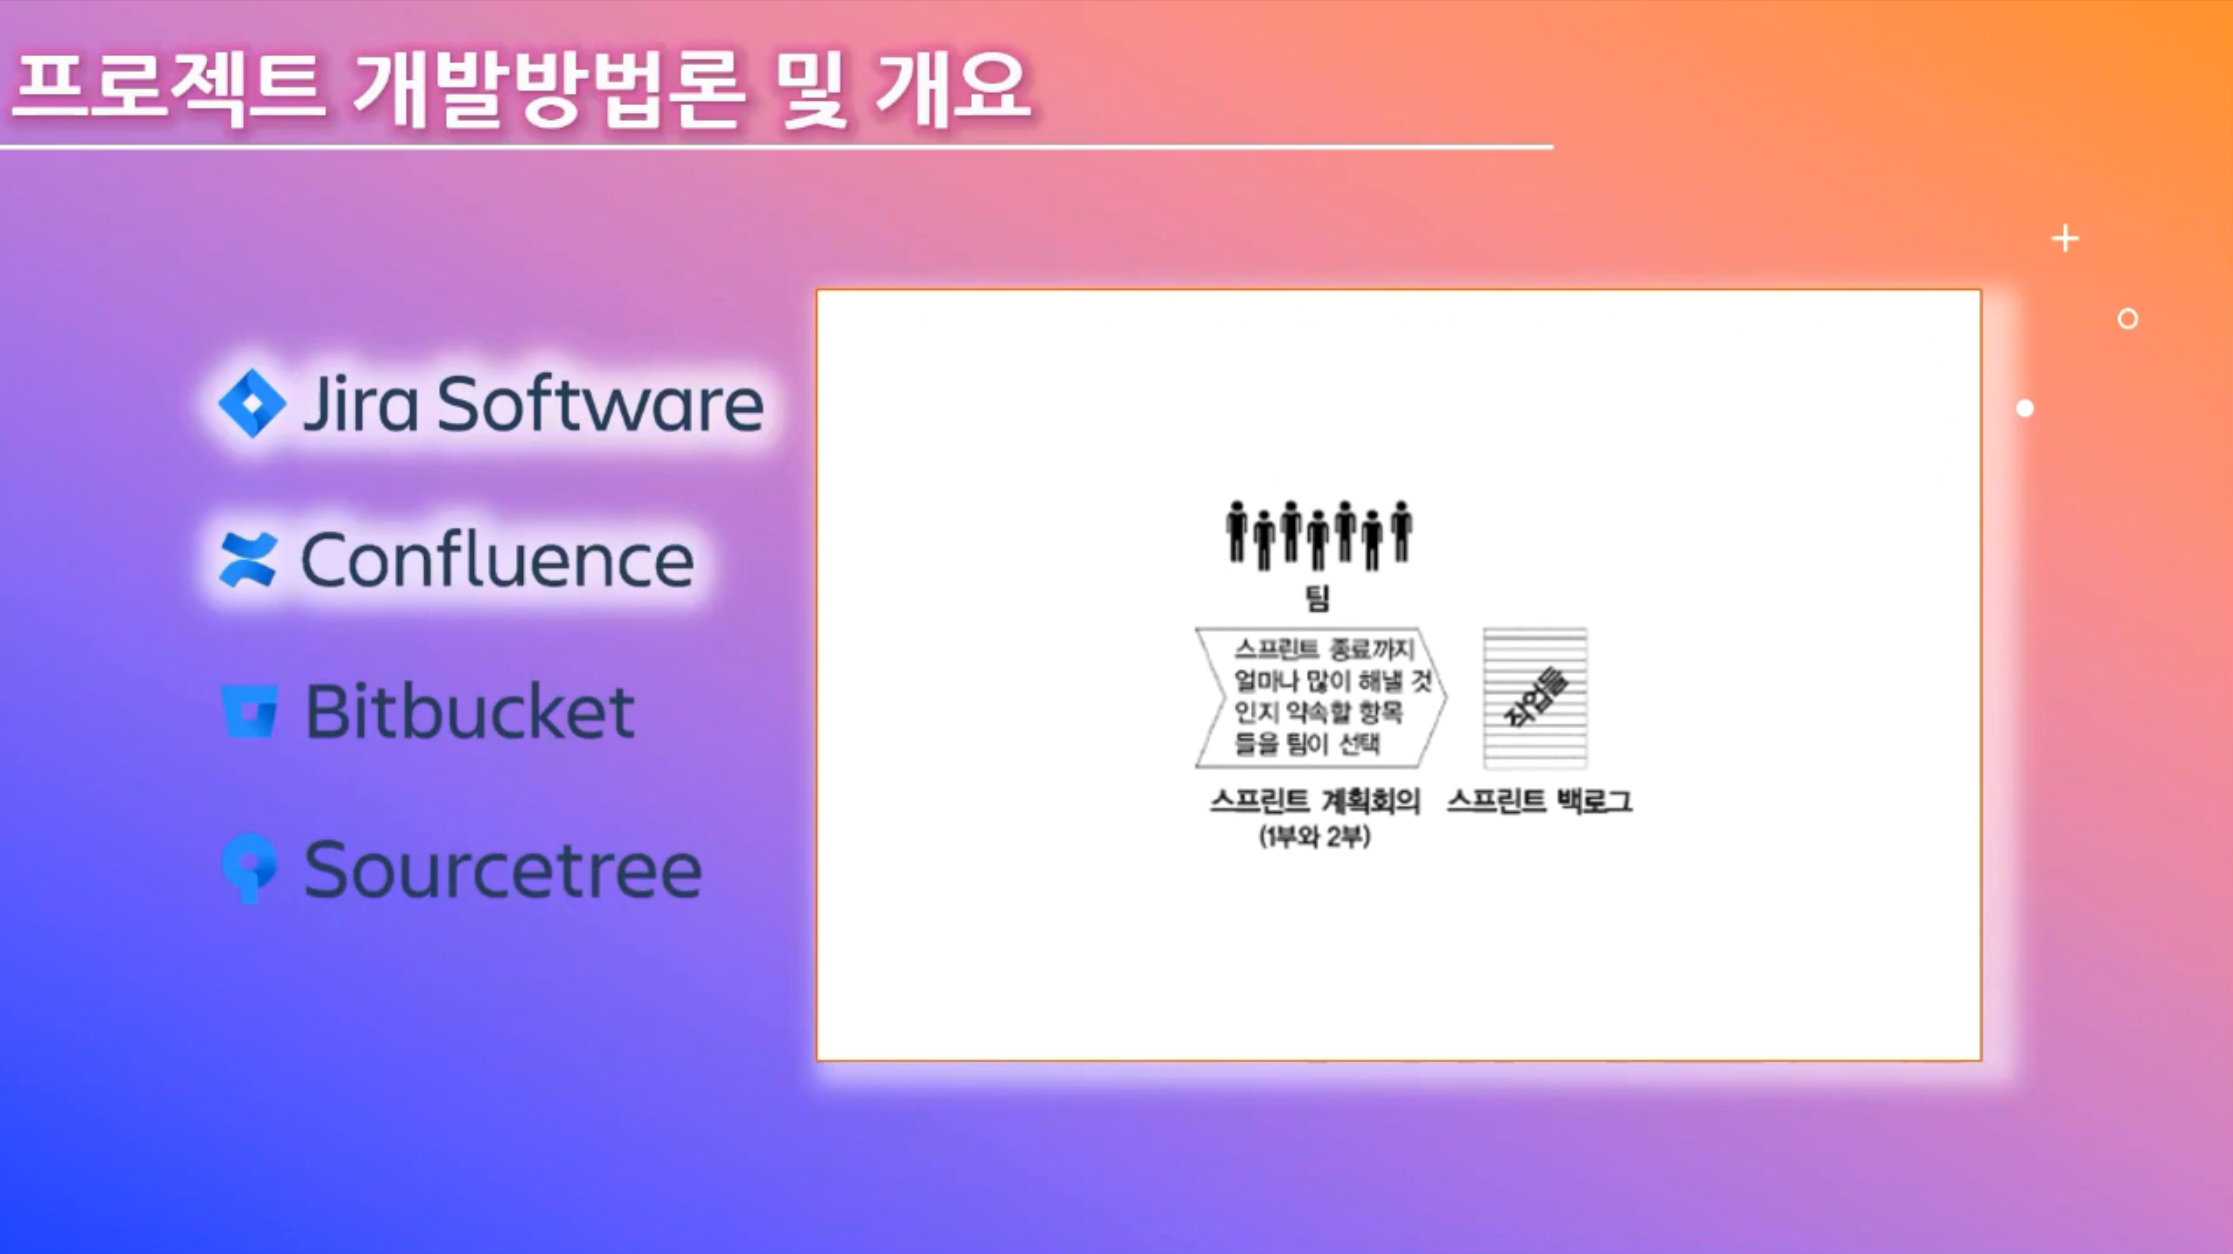 프로젝트 개발방법론 및 개요
Jira Software
Confluence
Bitbucket
Sourcetree
팀
스프린트 종료까지
얼마나 많이 해낼 것
인지 약속할 항목
들을 팀이 선택
작업들
스프린트 계획회의
(1부와 2부)
스프린트 백로그